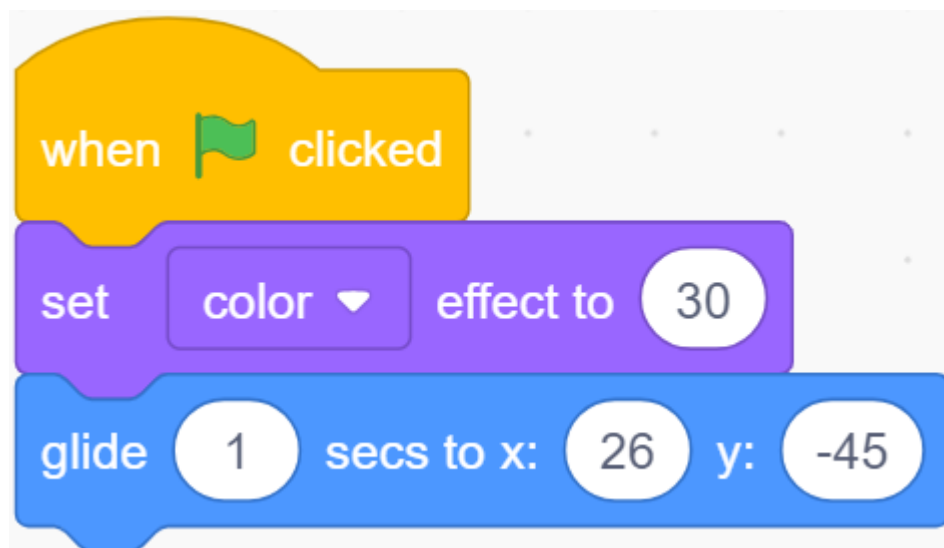 when clicked
set color effect to 30
glide 1 secs to x: 26 y: -45